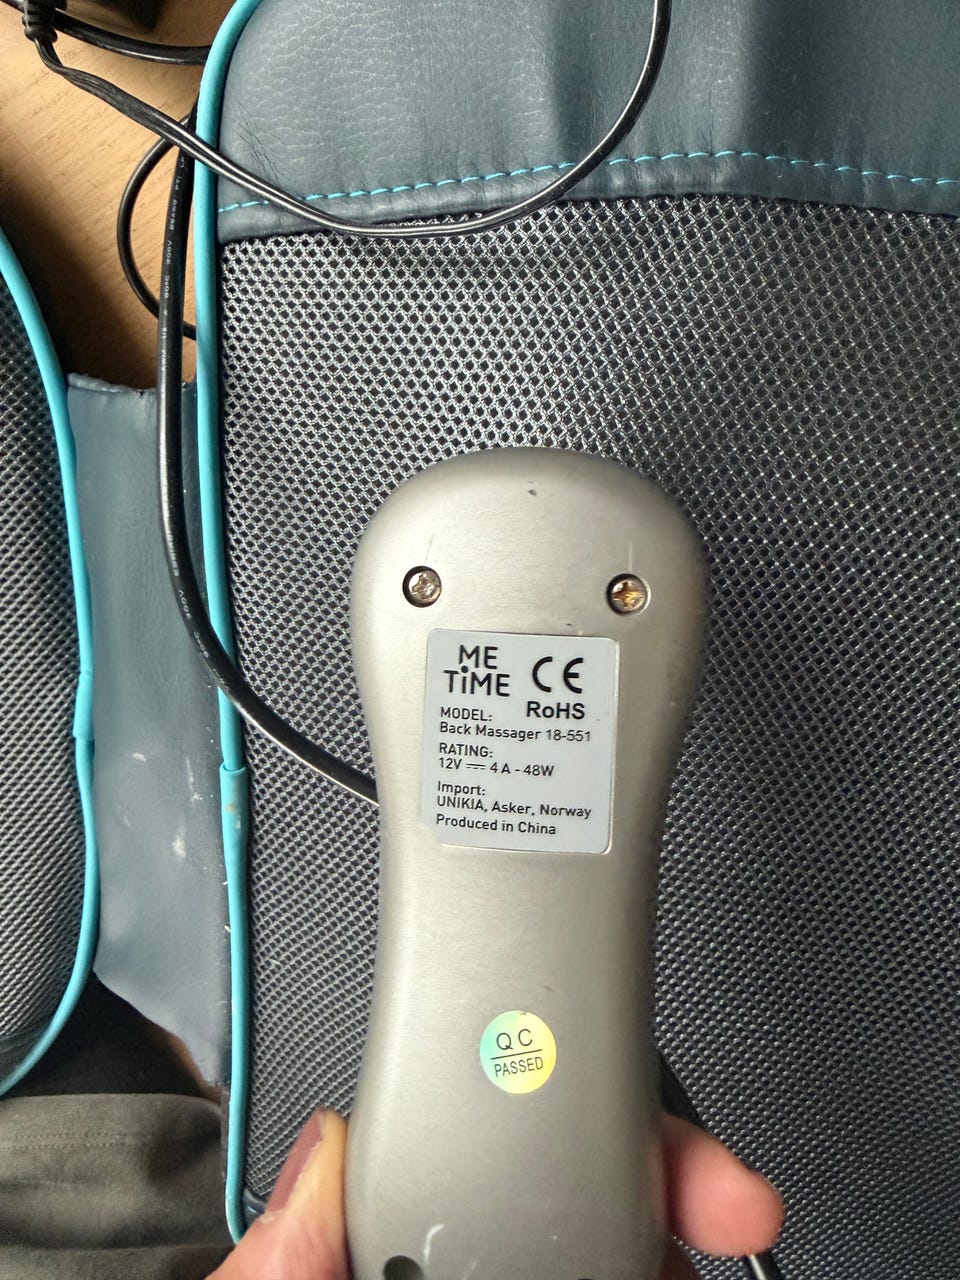 ME
TiME
CE
RoHS
MODEL:
Back Massager 18-551
RATING:
12V ⎓ 4 A - 48W
Import:
UNIKIA, Asker, Norway
Produced in China
QC
PASSED